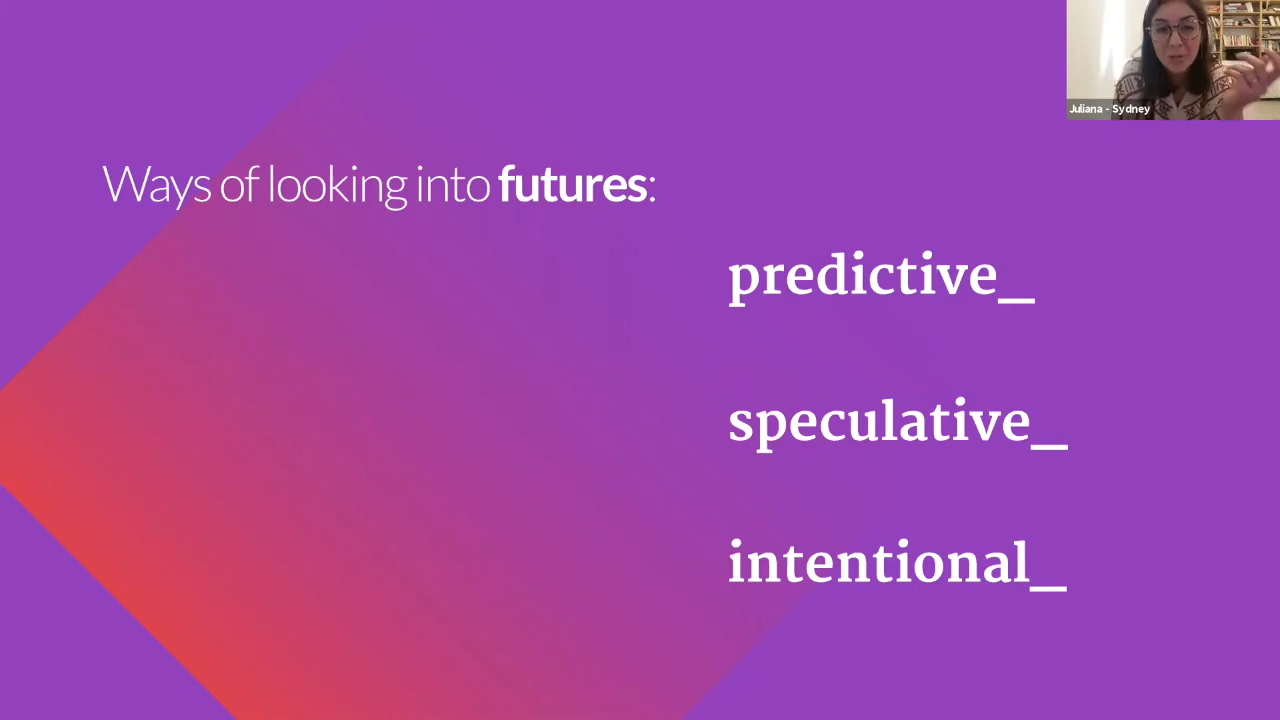 Juliana - Sydney
Ways of looking into futures:
predictive_
speculative_
intentional_